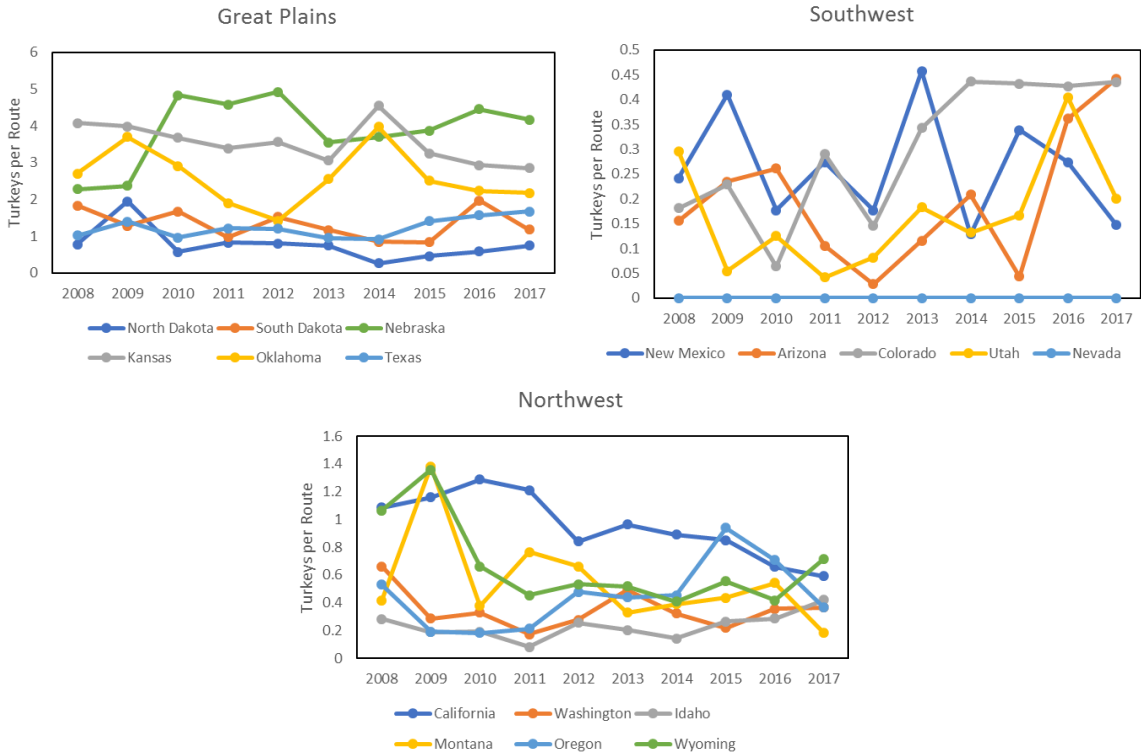 Great Plains
Turkeys per Route
6
5
4
3
2
1
0
2008 2009 2010 2011 2012 2013 2014 2015 2016 2017
North Dakota South Dakota Nebraska
Kansas Oklahoma Texas
Southwest
Turkeys per Route
0.5
0.45
0.4
0.35
0.3
0.25
0.2
0.15
0.1
0.05
0
2008 2009 2010 2011 2012 2013 2014 2015 2016 2017
New Mexico Arizona Colorado Utah Nevada
Northwest
Turkeys per Route
1.6
1.4
1.2
1
0.8
0.6
0.4
0.2
0
2008 2009 2010 2011 2012 2013 2014 2015 2016 2017
California Washington Idaho
Montana Oregon Wyoming